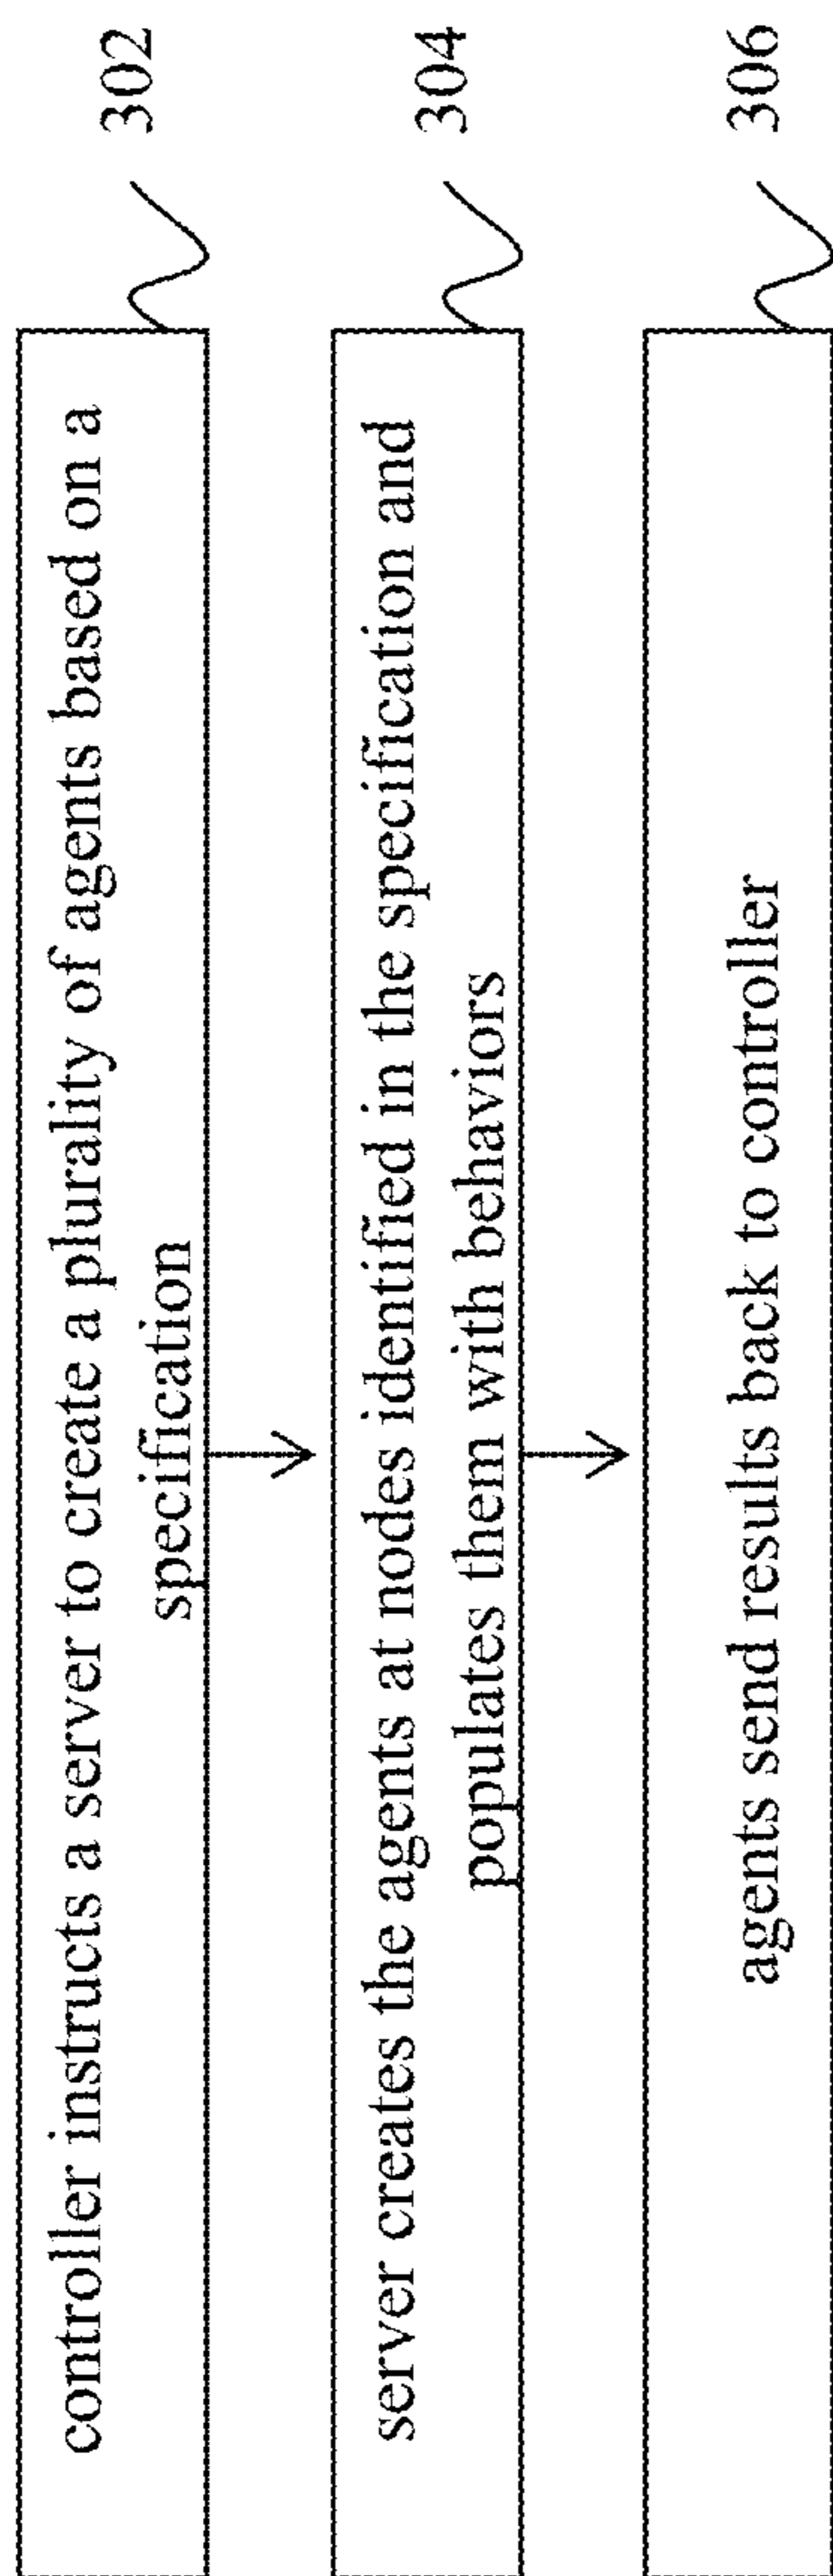 controller instructs a server to create a plurality of agents based on a
specification
302
server creates the agents at nodes identified in the specification and
populates them with behaviors
304
agents send results back to controller
306